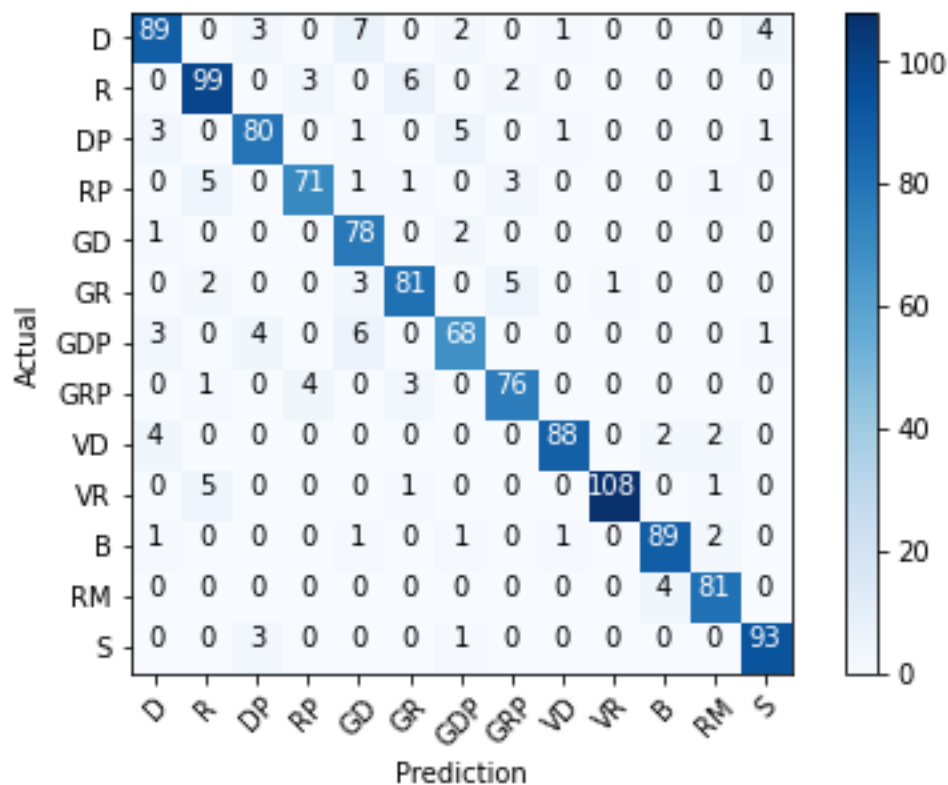 D 89 0 3 0 7 0 2 0 1 0 0 0 4
R 0 99 0 3 0 6 0 2 0 0 0 0 0
DP 3 0 80 0 1 0 5 0 1 0 0 0 1
RP 0 5 0 71 1 1 0 3 0 0 0 1 0
GD 1 0 0 0 78 0 2 0 0 0 0 0 0
GR 0 2 0 0 3 81 0 5 0 1 0 0 0
GDP 3 0 4 0 6 0 68 0 0 0 0 0 1
GRP 0 1 0 4 0 3 0 76 0 0 0 0 0
VD 4 0 0 0 0 0 0 0 88 0 2 2 0
VR 0 5 0 0 0 1 0 0 0 108 0 1 0
B 1 0 0 0 1 0 1 0 1 0 89 2 0
RM 0 0 0 0 0 0 0 0 0 0 4 81 0
S 0 0 3 0 0 0 1 0 0 0 0 0 93
D R DP RP GD GR GDP GRP VD VR B RM S
Prediction
Actual
100
80
60
40
20
0